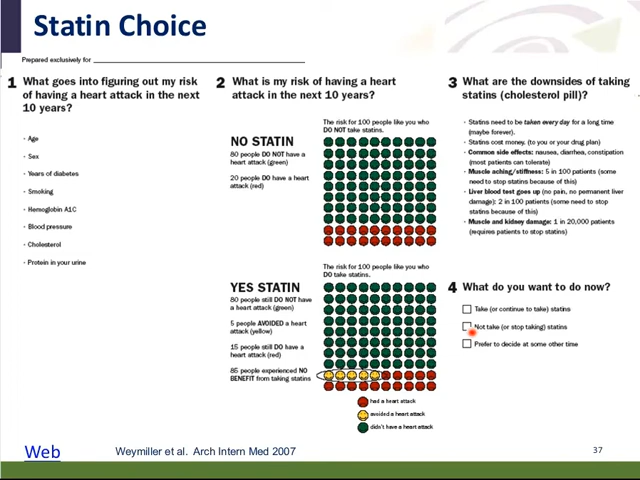 Statin Choice
Prepared exclusively for
1 What goes into figuring out my risk
of having a heart attack in the next
10 years?
• Age
• Sex
• Years of diabetes
• Smoking
• Hemoglobin A1C
• Blood pressure
• Cholesterol
• Protein in your urine
2 What is my risk of having a heart
attack in the next 10 years?
The risk for 100 people like you who
DO NOT take statins.
NO STATIN
80 people DO NOT have a
heart attack (green)
20 people DO have a heart
attack (red)
The risk for 100 people like you who
DO take statins.
YES STATIN
80 people still DO NOT have
a heart attack (green)
5 people AVOIDED a heart
attack (yellow)
15 people still DO have a
heart attack (red)
85 people experienced NO
BENEFIT from taking statins
had a heart attack
avoided a heart attack
didn't have a heart attack
3 What are the downsides of taking
statins (cholesterol pill)?
• Statins need to be taken every day for a long time
(maybe forever).
• Statins cost money. (to you or your drug plan)
• Common side effects: nausea, diarrhea, constipation
(most patients can tolerate)
• Muscle aching/stiffness: 5 in 100 patients (some
need to stop statins because of this)
• Liver blood test goes up (no pain, no permanent liver
damage): 2 in 100 patients (some need to stop
statins because of this)
• Muscle and kidney damage: 1 in 20,000 patients
(requires patients to stop statins)
4 What do you want to do now?
Take (or continue to take) statins
Not take (or stop taking) statins
Prefer to decide at some other time
Web
Weymiller et al. Arch Intern Med 2007
37